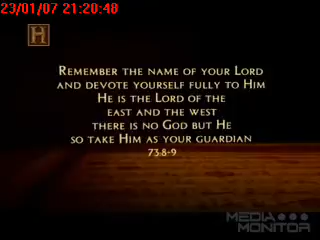 23/01/07 21:20:48
H
Remember the name of your Lord
and devote yourself fully to Him
He is the Lord of the
east and the west
there is no God but He
so take Him as your guardian
73.8-9
MEDIA
MONITOR